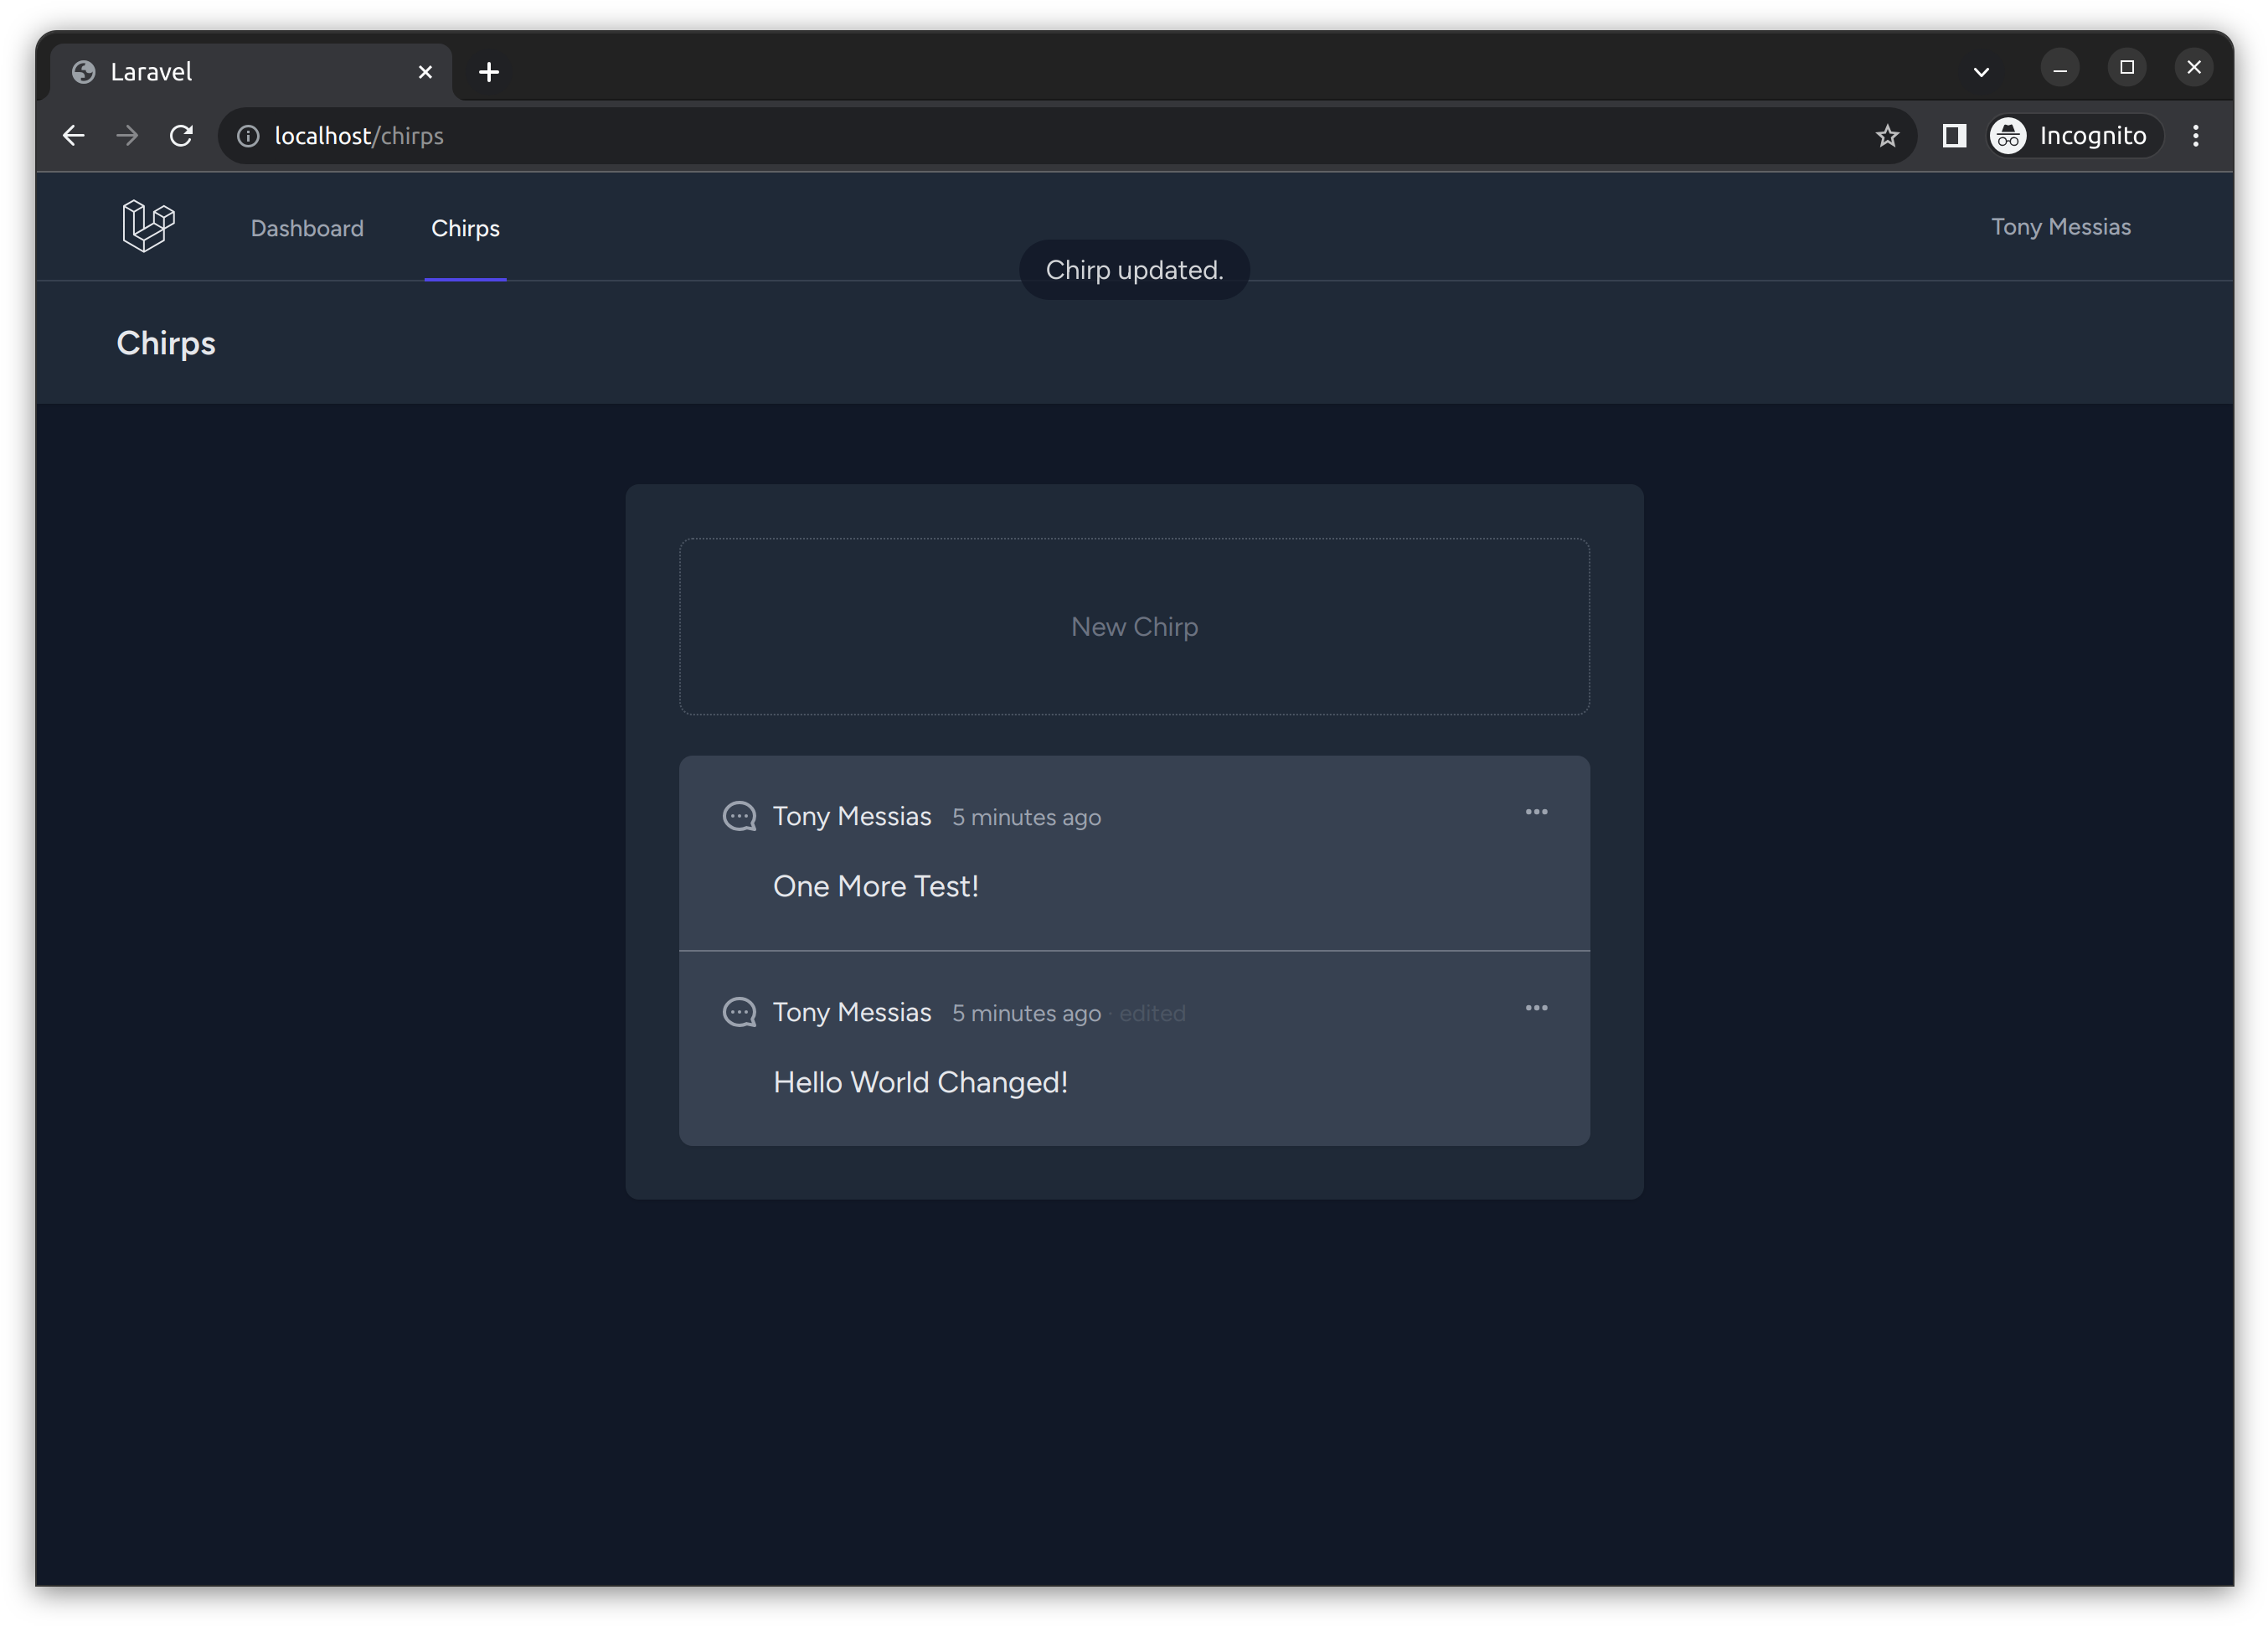 Laravel
localhost/chirps
Incognito
Dashboard
Chirps
Tony Messias
Chirp updated.
Chirps
New Chirp
Tony Messias 5 minutes ago
One More Test!
Tony Messias 5 minutes ago · edited
Hello World Changed!